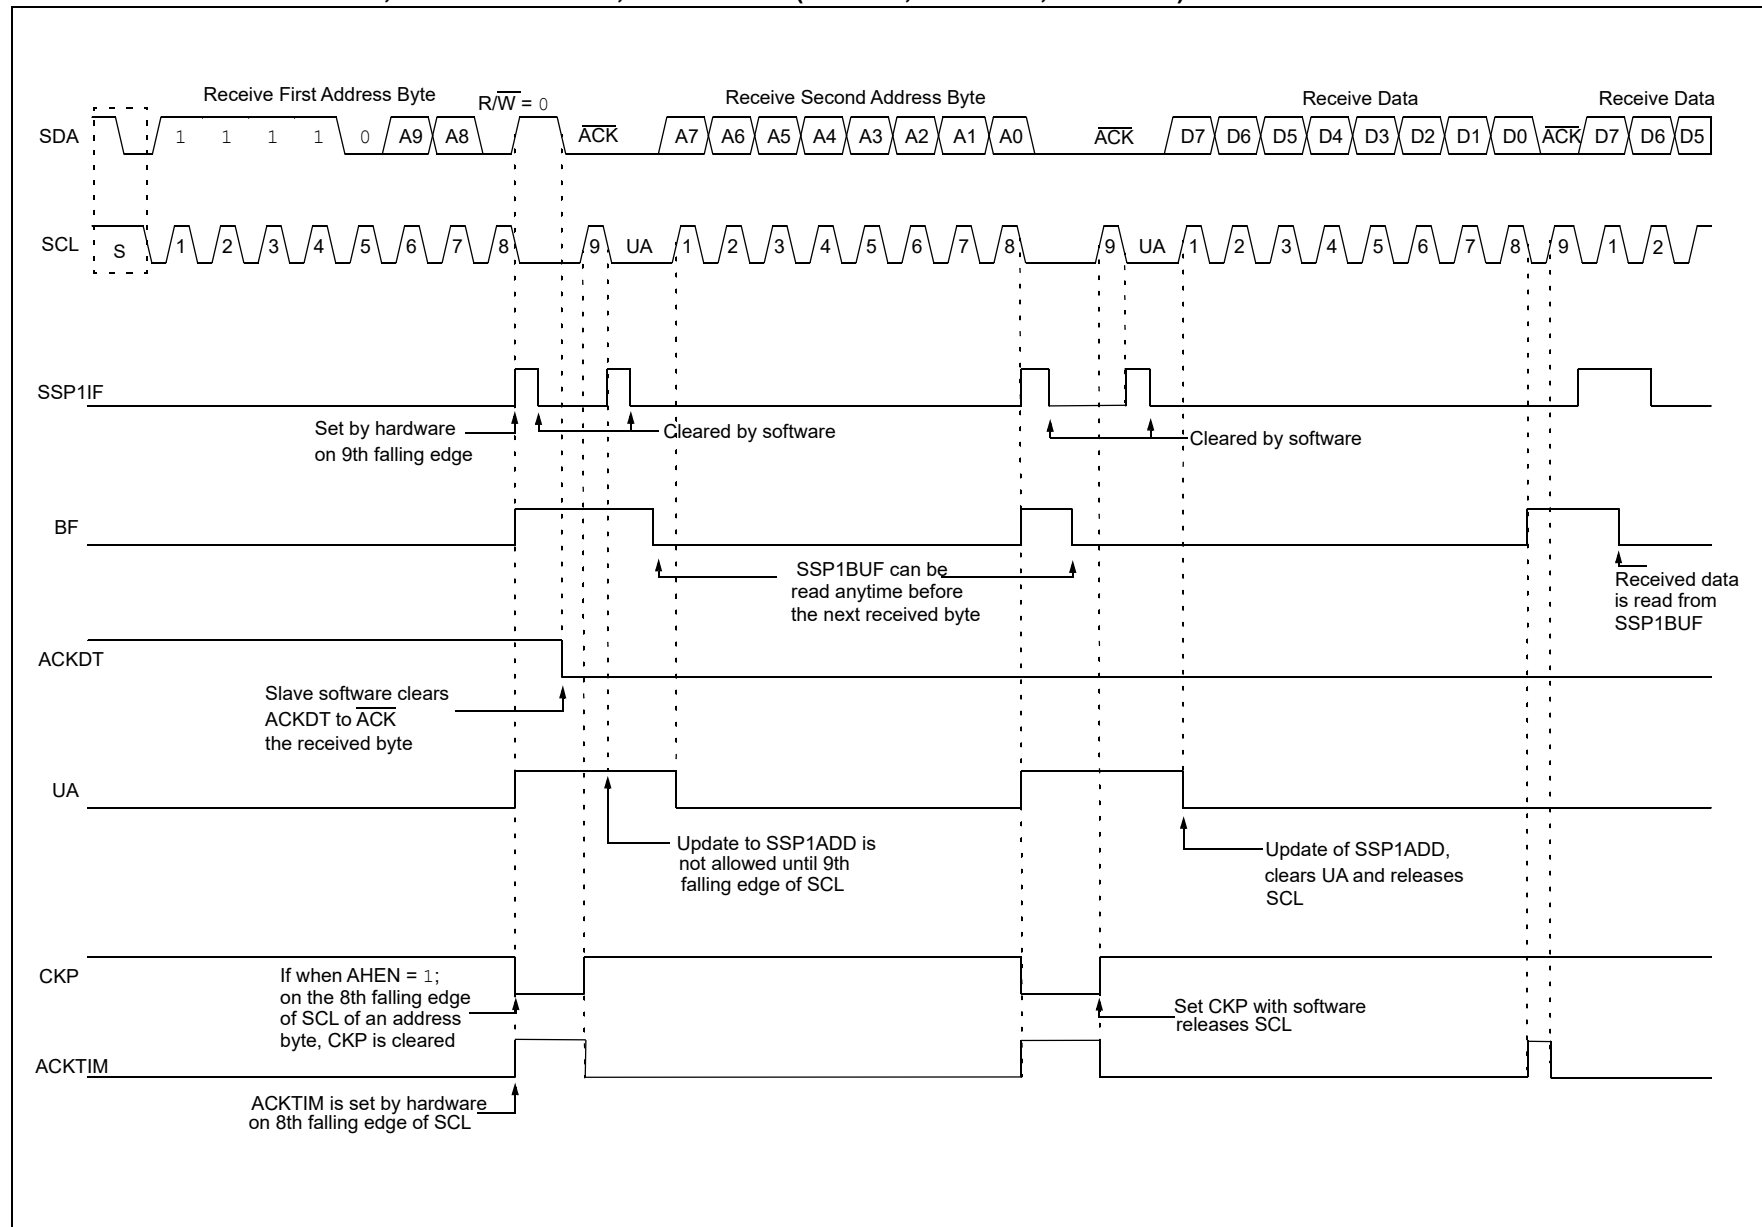 Receive First Address Byte
R/W = 0
Receive Second Address Byte
Receive Data
Receive Data
SDA
1 1 1 1 0 A9 A8 ACK A7 A6 A5 A4 A3 A2 A1 A0 ACK D7 D6 D5 D4 D3 D2 D1 D0 ACK D7 D6 D5
SCL
S 1 2 3 4 5 6 7 8 9 UA 1 2 3 4 5 6 7 8 9 UA 1 2 3 4 5 6 7 8 9 1 2
SSP1IF
Set by hardware
on 9th falling edge
Cleared by software
Cleared by software
BF
SSP1BUF can be
read anytime before
the next received byte
Received data
is read from
SSP1BUF
ACKDT
Slave software clears
ACKDT to ACK
the received byte
UA
Update to SSP1ADD is
not allowed until 9th
falling edge of SCL
Update of SSP1ADD,
clears UA and releases
SCL
CKP
If when AHEN = 1;
on the 8th falling edge
of SCL of an address
byte, CKP is cleared
Set CKP with software
releases SCL
ACKTIM
ACKTIM is set by hardware
on 8th falling edge of SCL